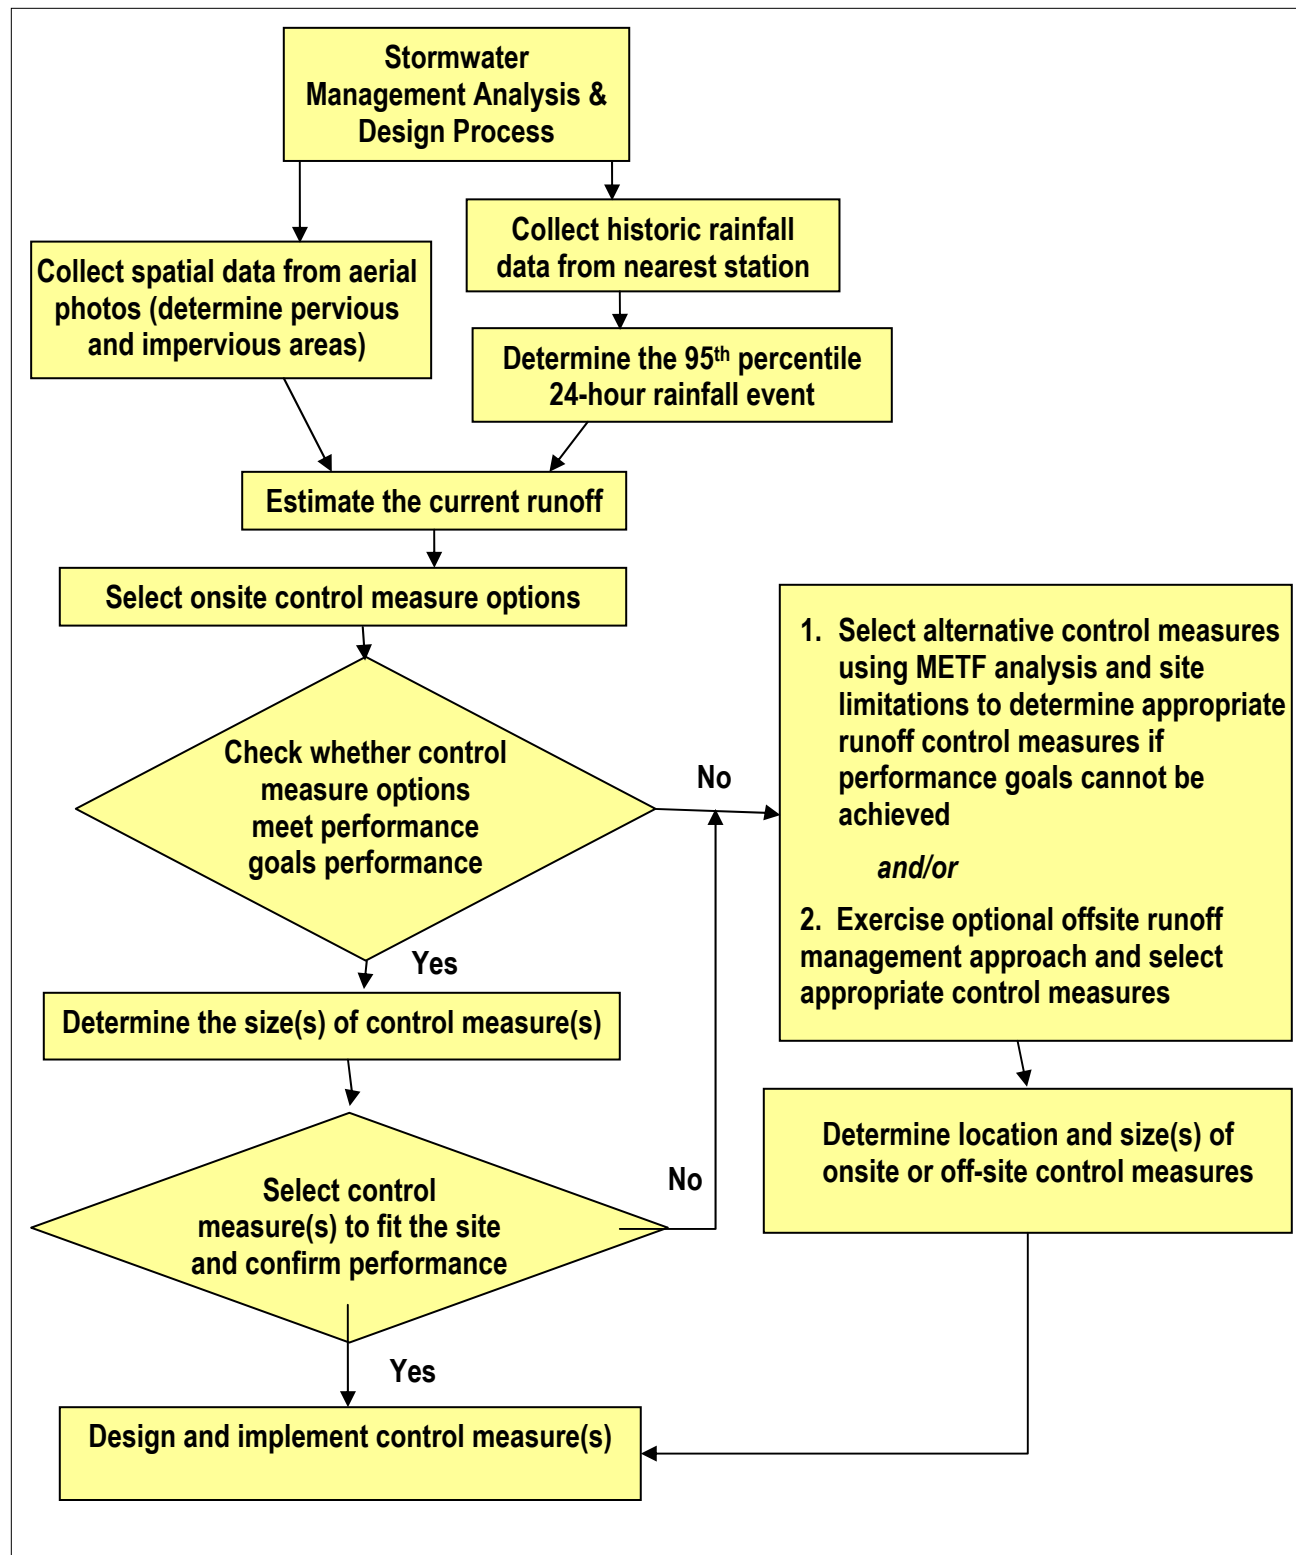 Stormwater
Management Analysis &
Design Process
Collect historic rainfall
data from nearest station
Collect spatial data from aerial
photos (determine pervious
and impervious areas)
Determine the 95th percentile
24-hour rainfall event
Estimate the current runoff
Select onsite control measure options
Check whether control
measure options
meet performance
goals performance
No
1. Select alternative control measures
using METF analysis and site
limitations to determine appropriate
runoff control measures if
performance goals cannot be
achieved
and/or
2. Exercise optional offsite runoff
management approach and select
appropriate control measures
Yes
Determine the size(s) of control measure(s)
Determine location and size(s) of
onsite or off-site control measures
Select control
measure(s) to fit the site
and confirm performance
No
Yes
Design and implement control measure(s)